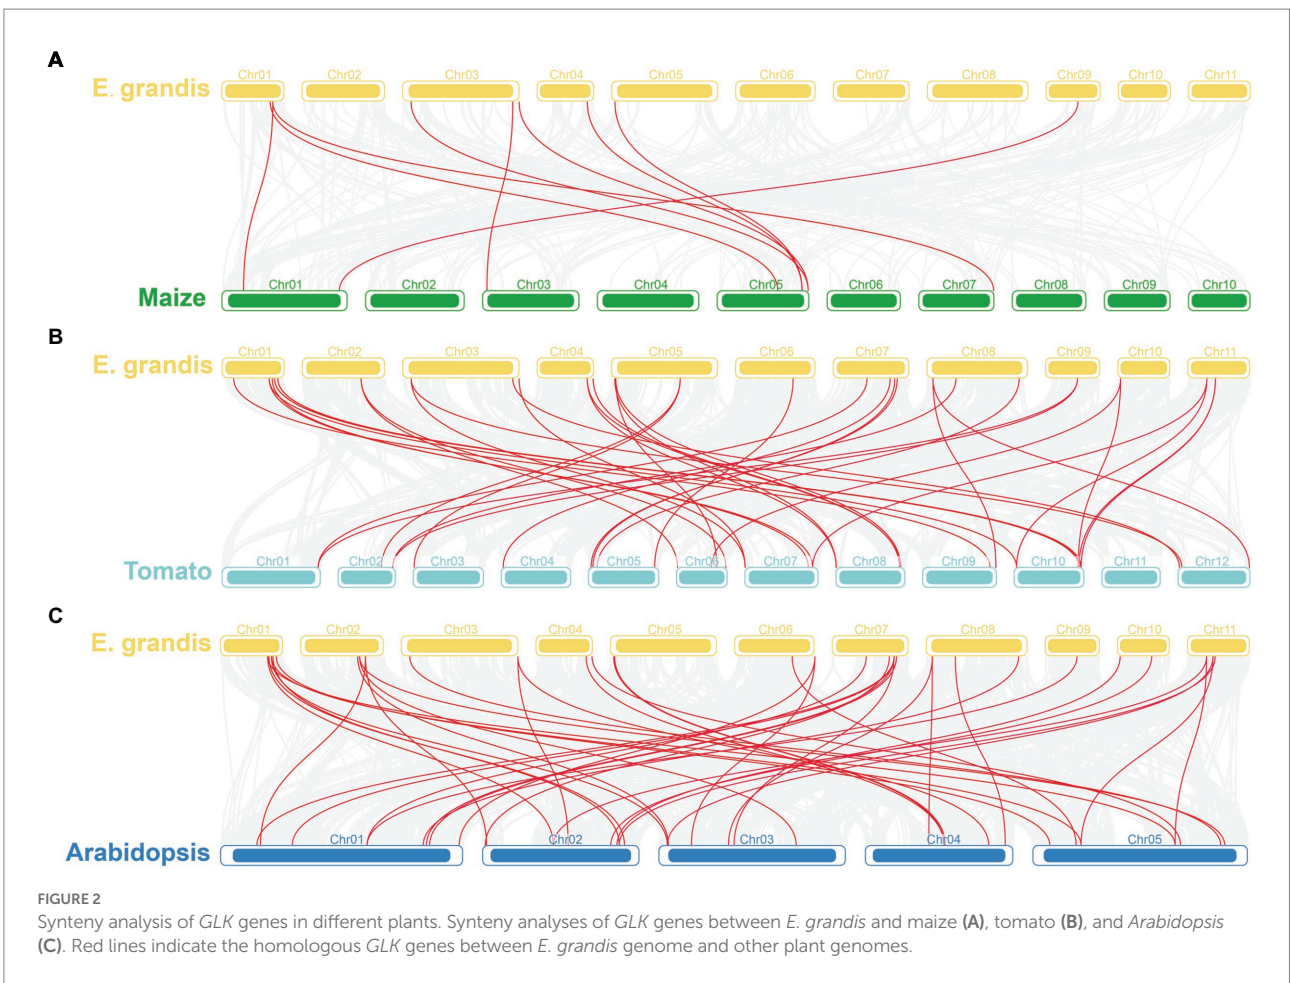 A
Chr01 Chr02 Chr03 Chr04 Chr05 Chr06 Chr07 Chr08 Chr09 Chr10 Chr11
E. grandis
Chr01 Chr02 Chr03 Chr04 Chr05 Chr06 Chr07 Chr08 Chr09 Chr10
Maize
B
Chr01 Chr02 Chr03 Chr04 Chr05 Chr06 Chr07 Chr08 Chr09 Chr10 Chr11
E. grandis
Chr01 Chr02 Chr03 Chr04 Chr05 Chr06 Chr07 Chr08 Chr09 Chr10 Chr11 Chr12
Tomato
C
Chr01 Chr02 Chr03 Chr04 Chr05 Chr06 Chr07 Chr08 Chr09 Chr10 Chr11
E. grandis
Chr01 Chr02 Chr03 Chr04 Chr05
Arabidopsis
FIGURE 2
Synteny analysis of GLK genes in different plants. Synteny analyses of GLK genes between E. grandis and maize (A), tomato (B), and Arabidopsis
(C). Red lines indicate the homologous GLK genes between E. grandis genome and other plant genomes.